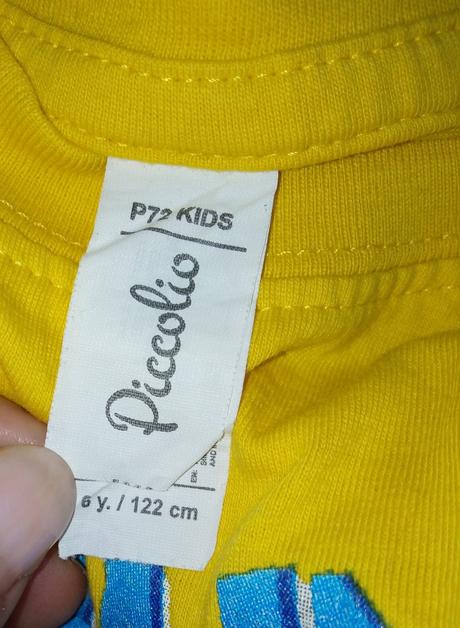 P72 KIDS
Piccolio
6 y. / 122 cm